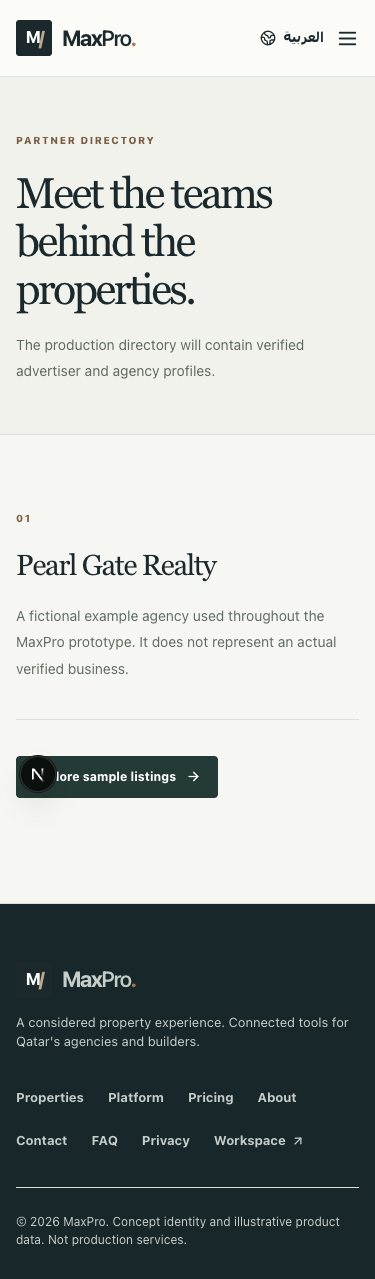 M/ MaxPro.
العربية
PARTNER DIRECTORY
Meet the teams
behind the
properties.
The production directory will contain verified
advertiser and agency profiles.
01
Pearl Gate Realty
A fictional example agency used throughout the
MaxPro prototype. It does not represent an actual
verified business.
N
lore sample listings →
M/ MaxPro.
A considered property experience. Connected tools for
Qatar's agencies and builders.
Properties Platform Pricing About
Contact FAQ Privacy Workspace ↗
© 2026 MaxPro. Concept identity and illustrative product
data. Not production services.